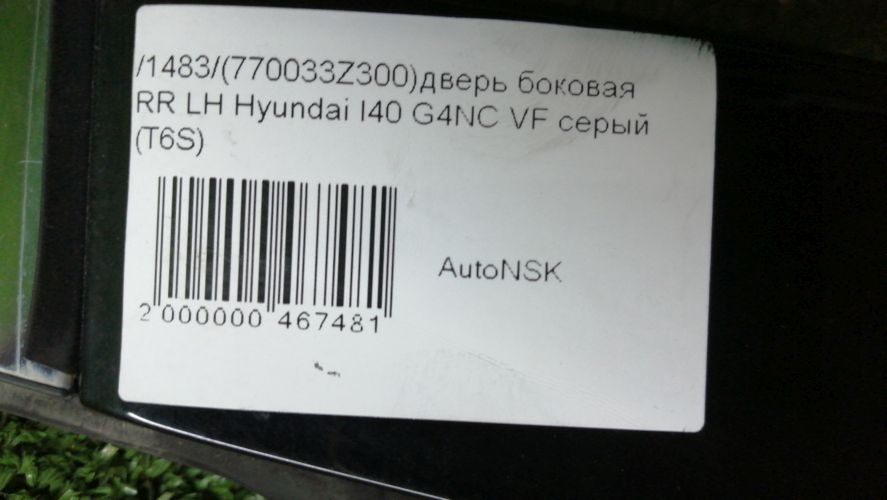 /1483/(770033Z300)дверь боковая
RR LH Hyundai I40 G4NC VF серый
(T6S)
AutoNSK
2 000000 467481